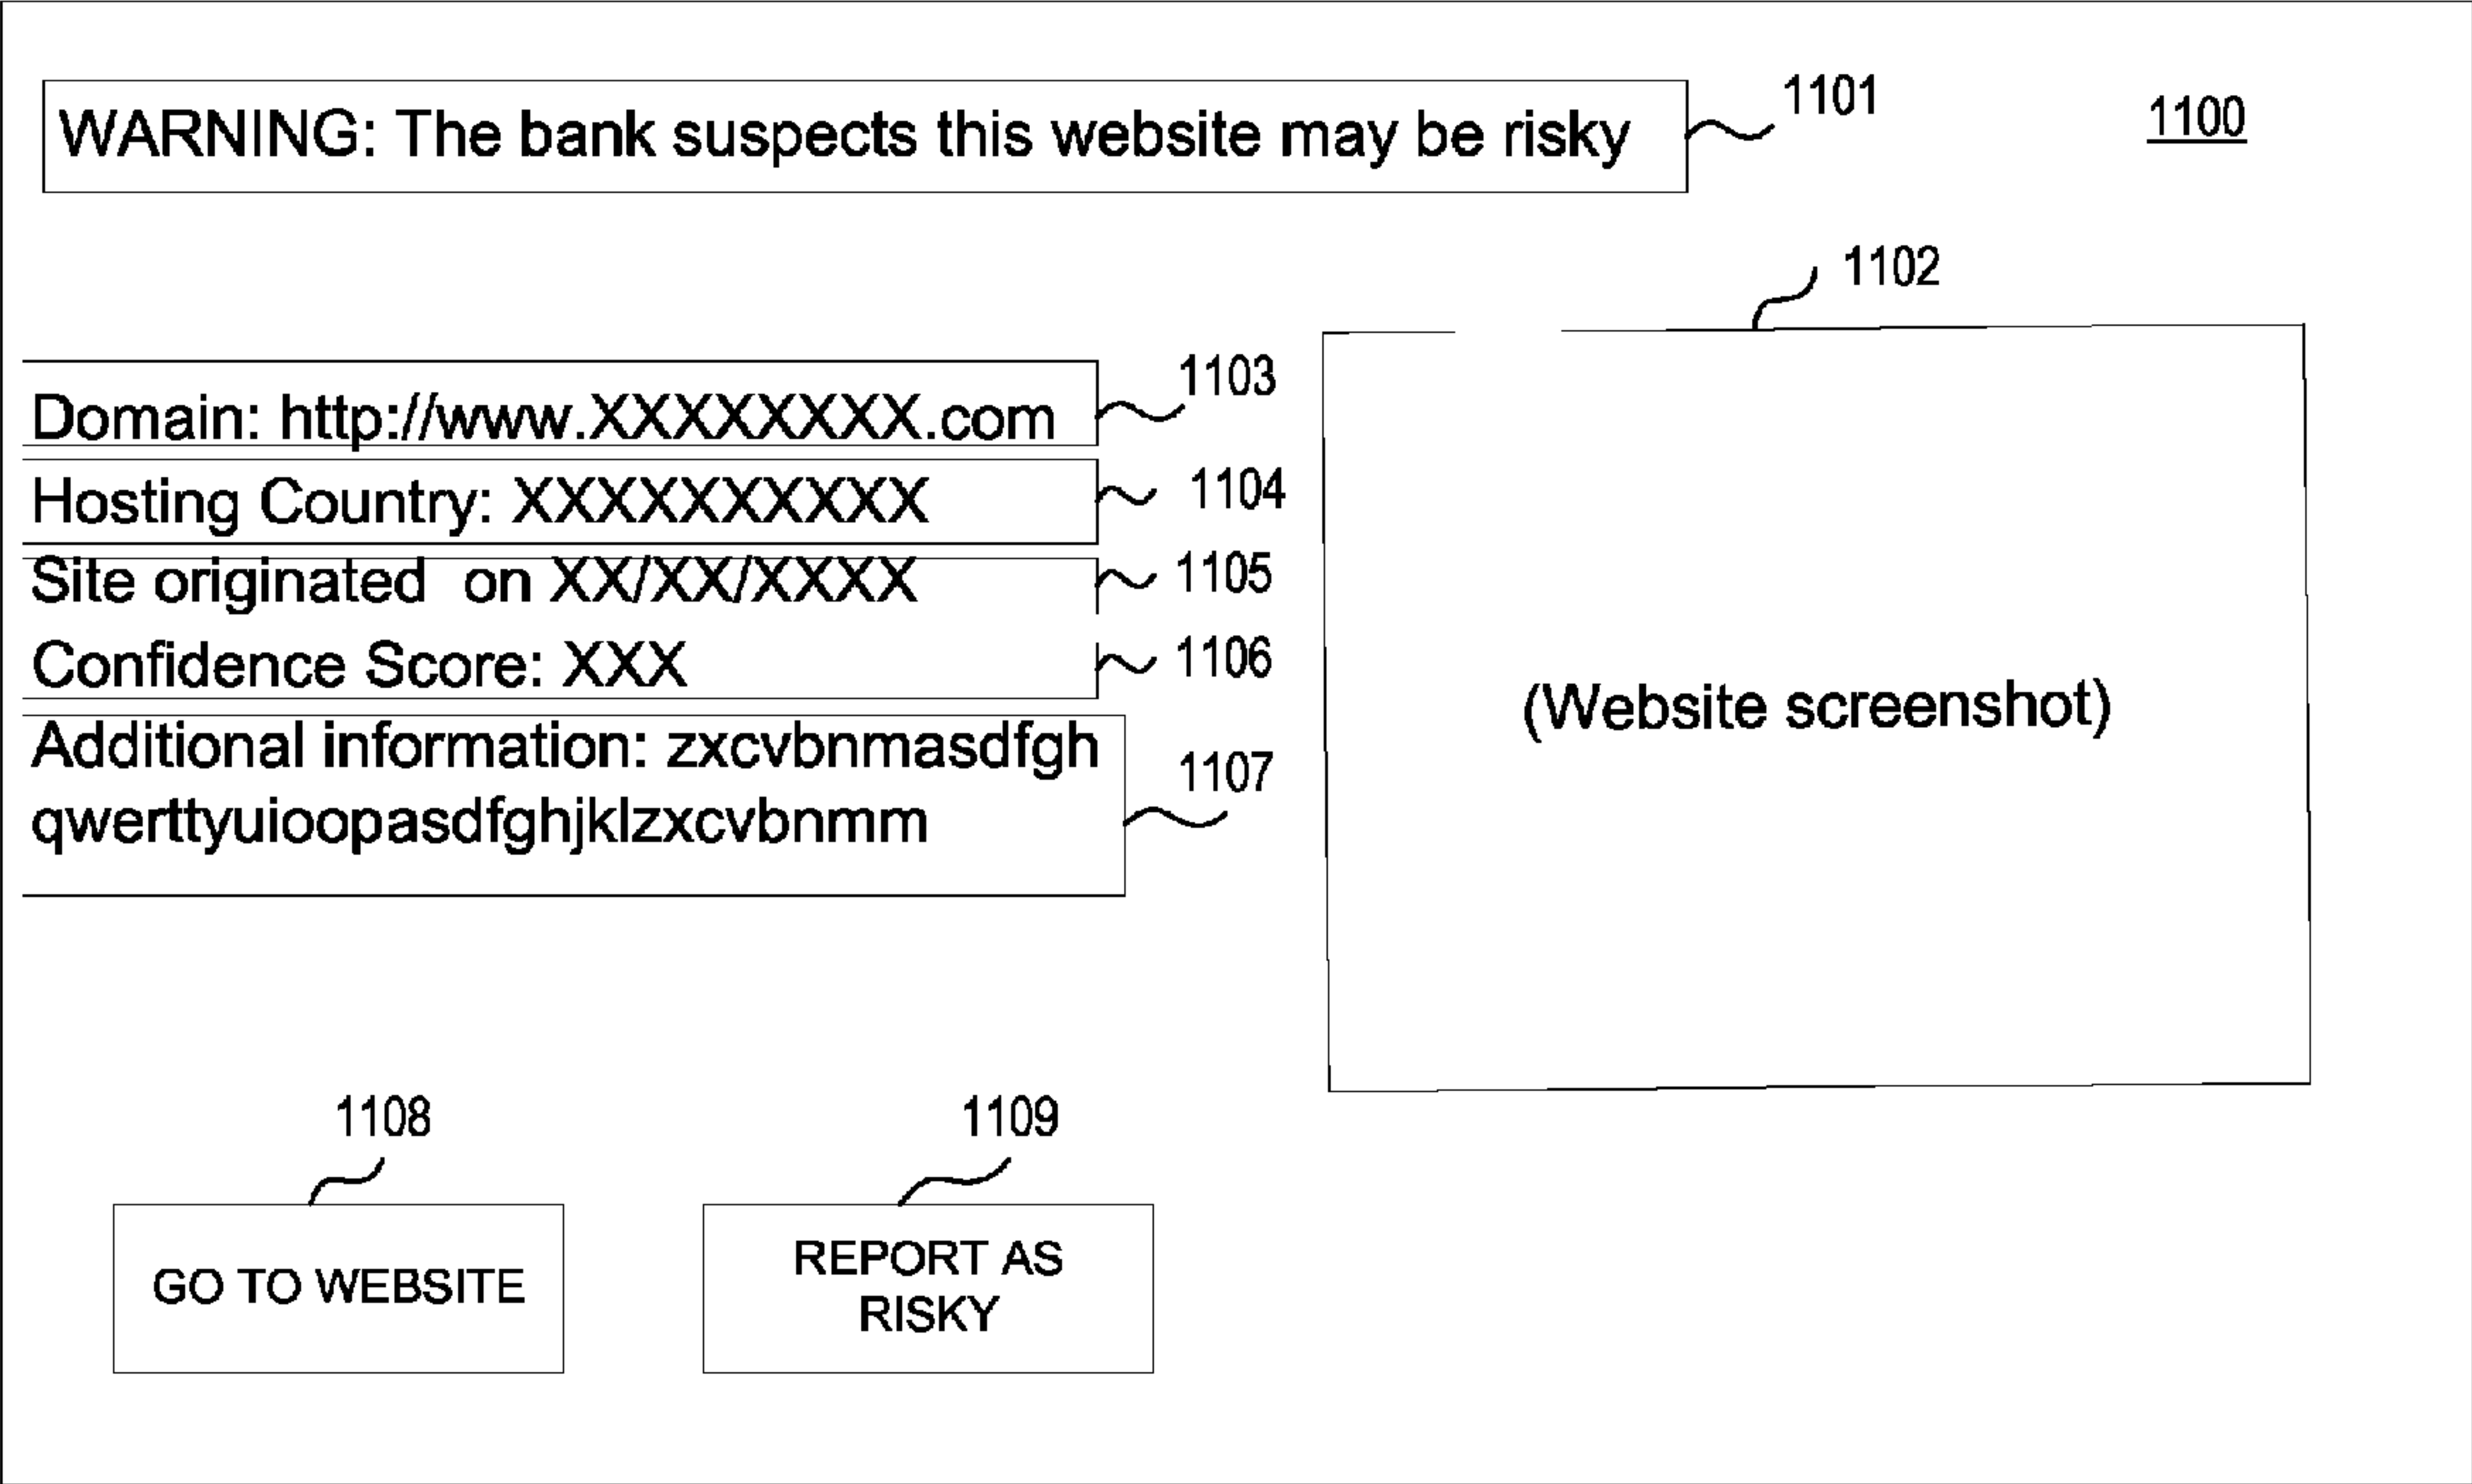 WARNING: The bank suspects this website may be risky
1101
1100
1102
Domain: http://www.XXXXXXXX.com
1103
Hosting Country: XXXXXXXXXX
1104
Site originated on XX/XX/XXXX
1105
Confidence Score: XXX
1106
Additional information: zxcvbnmasdfgh
qwerttyuioopasdfghjklzxcvbnmm
1107
(Website screenshot)
1108
1109
GO TO WEBSITE
REPORT AS
RISKY